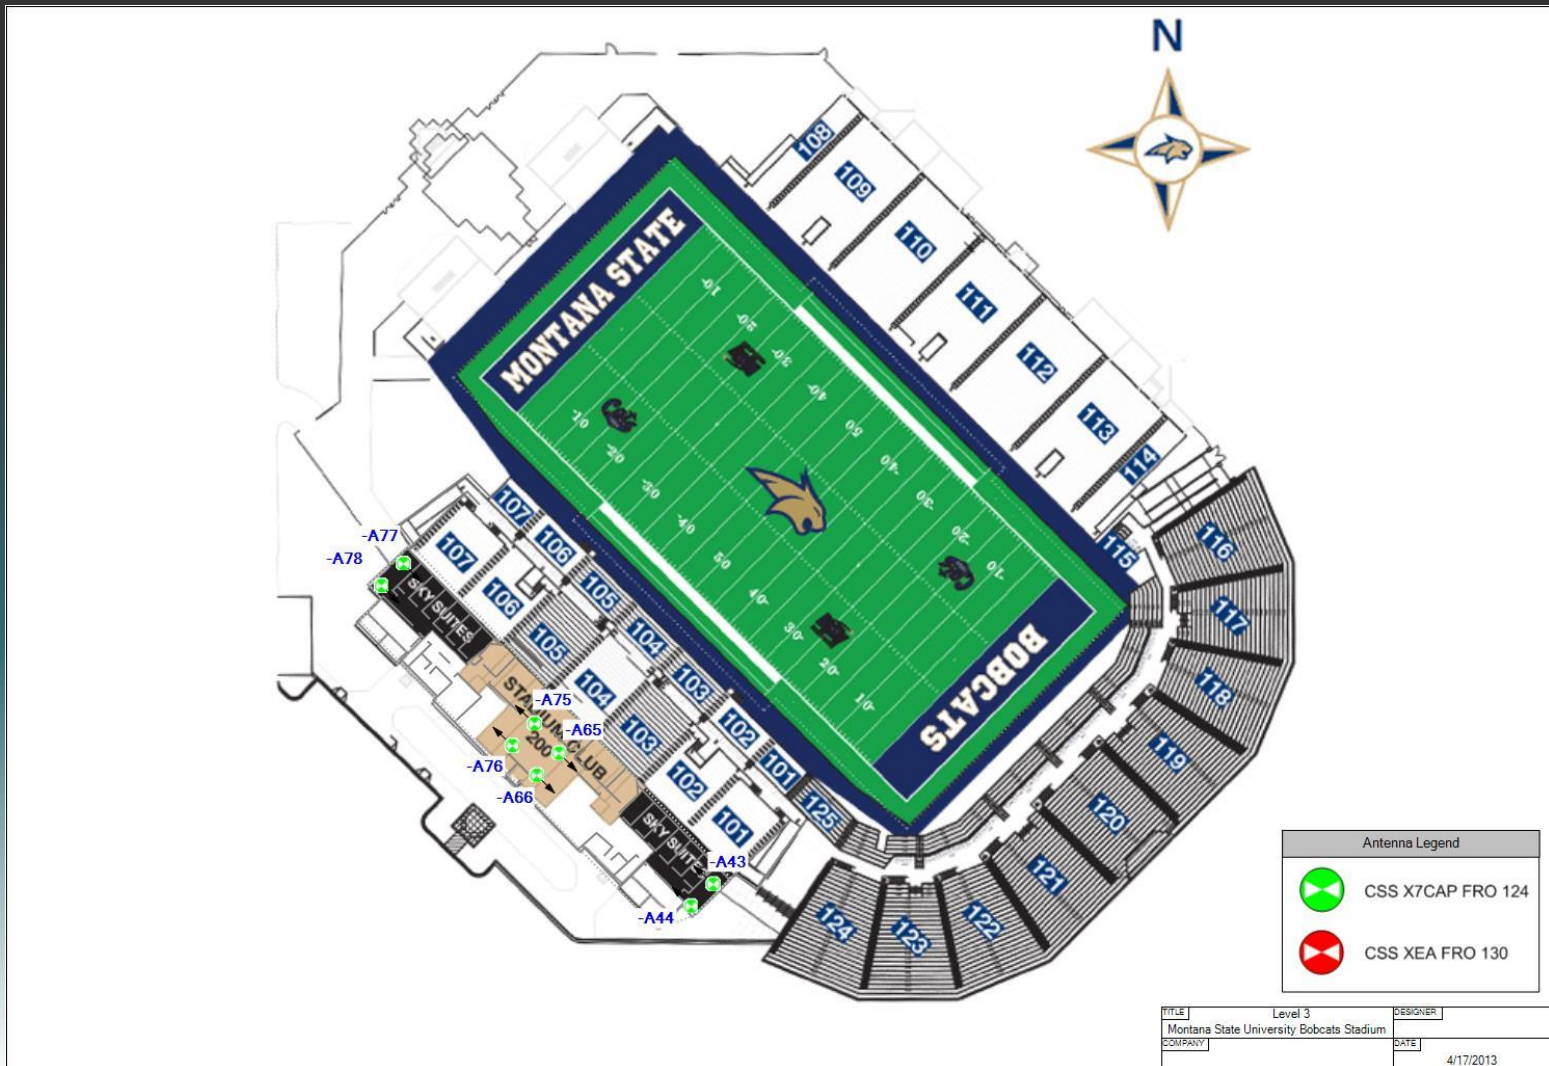 N
108
109
110
111
112
113
114
115
116
117
118
119
120
121
122
123
124
125
MONTANA STATE
10
20
30
40
50
40
30
20
10
10
20
30
40
50
40
30
20
10
Cats
BOBCATS
107
106
105
104
103
102
101
107
106
105
104
103
102
101
-A77
-A78
SKY SUITES
STADIUM CLUB
200
-A75
-A65
-A76
-A66
SKY SUITES
-A43
-A44
Antenna Legend
CSS X7CAP FRO 124
CSS XEA FRO 130
TITLE
Level 3
Montana State University Bobcats Stadium
DESIGNER
COMPANY
DATE
4/17/2013